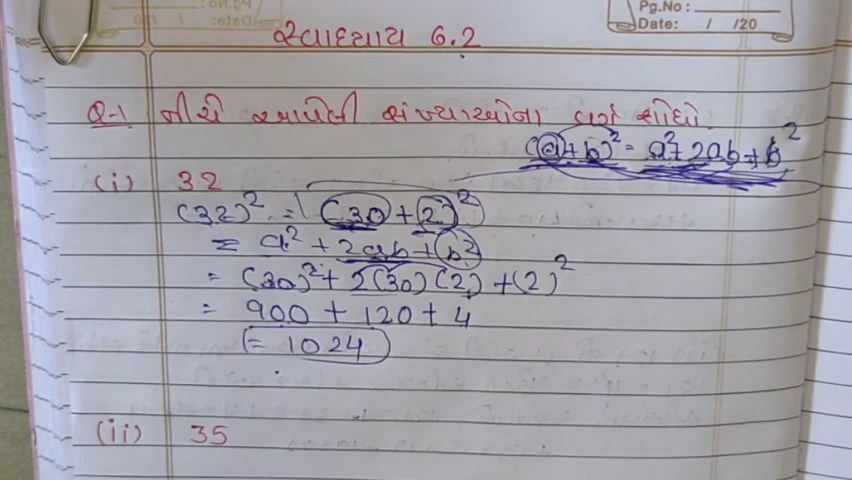 Pg.No :
Date: / /20
સ્વાધ્યાય 6.2
Q-1 નીચે આપેલી સંખ્યાઓના વર્ગ શોધો.
(a+b)² = a²+2ab+b²
(i) 32
(32)² = (30+2)²
= a²+2ab+b²
= (30)²+2(30)(2)+(2)²
= 900+120+4
= 1024
(ii) 35